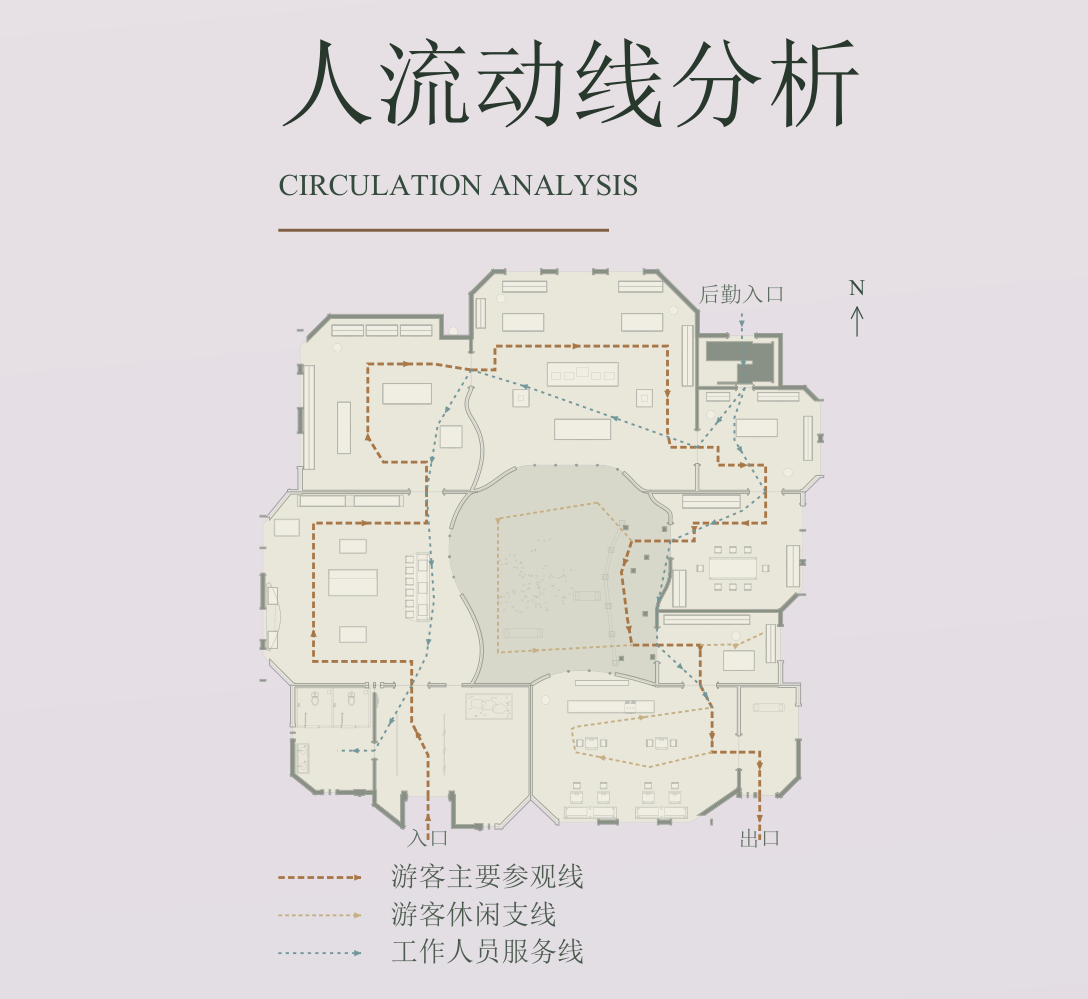 人流动线分析
CIRCULATION ANALYSIS
后勤入口
N
入口
出口
游客主要参观线
游客休闲支线
工作人员服务线